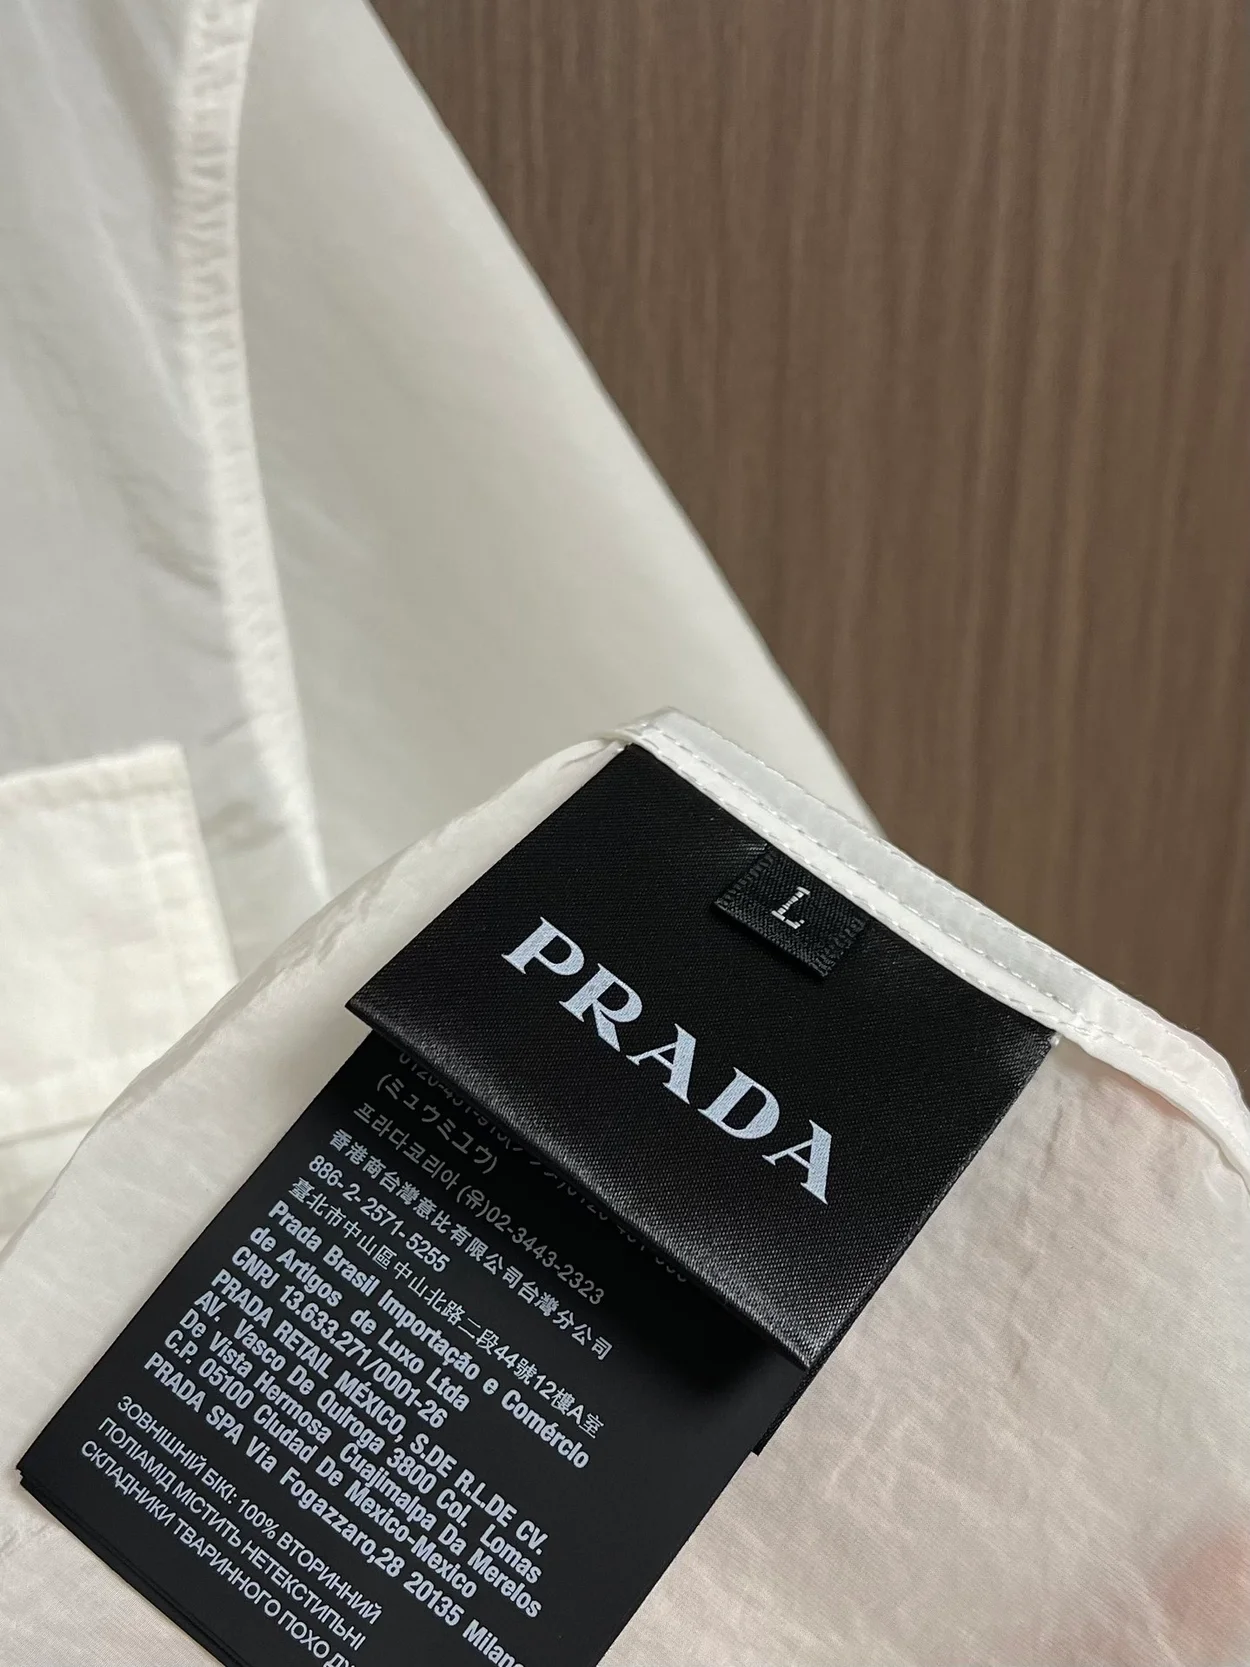 L
PRADA
(ミュウミュウ)
프라다코리아 (유)02-3443-2323
香港商台灣意比有限公司台灣分公司
886-2-2571-5255
臺北市中山區中山北路二段44號12樓A室
Prada Brasil Importação e Comércio
de Artigos de Luxo Ltda
CNPJ 13.633.271/0001-26
PRADA RETAIL MÉXICO, S.DE R.L.DE CV.
AV. Vasco De Quiroga 3800 Col. Lomas
De Vista Hermosa Cuajimalpa Da Merelos
C.P. 05100 Ciudad De Mexico-Mexico
PRADA SPA Via Fogazzaro,28 20135 Milano
ЗОВНІШНІЙ БІКІ: 100% ВТОРИННИЙ
ПОЛІАМІД МІСТИТЬ НЕТЕКСТИПЬНІ
СКЛАДНИКИ ТВАРИННОГО ПОХО